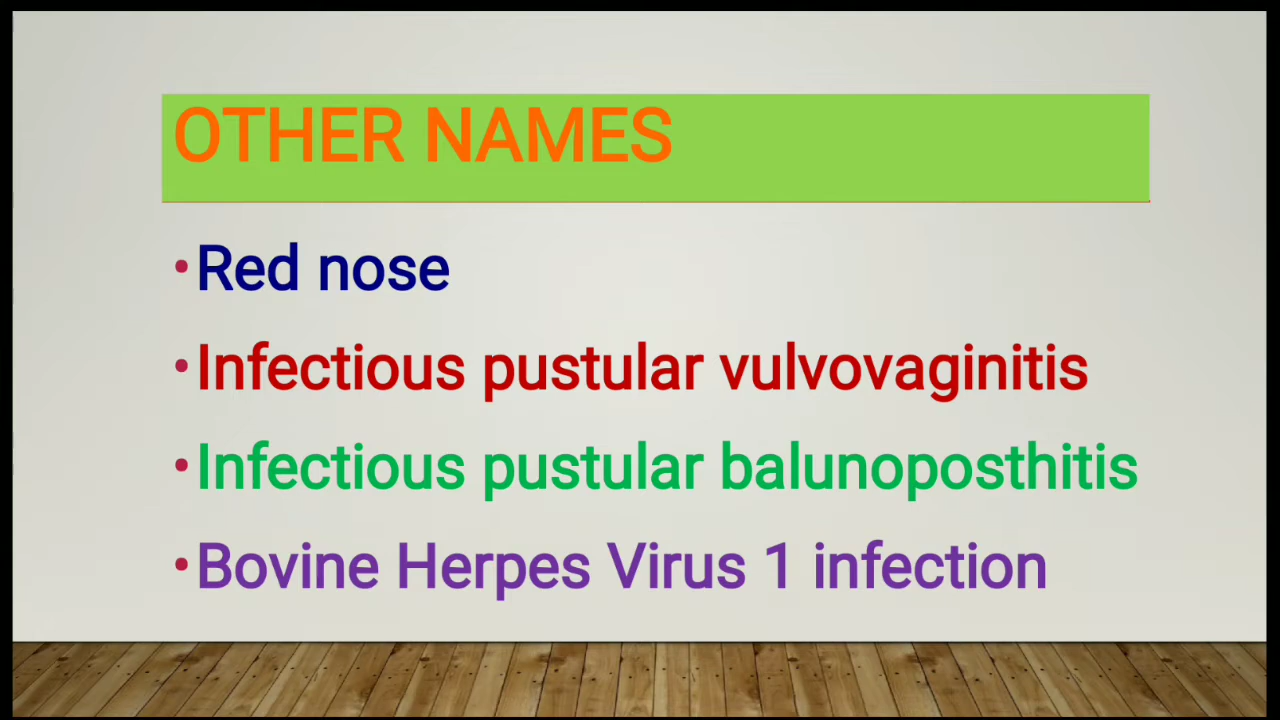 OTHER NAMES
•Red nose
•Infectious pustular vulvovaginitis
•Infectious pustular balunoposthitis
•Bovine Herpes Virus 1 infection